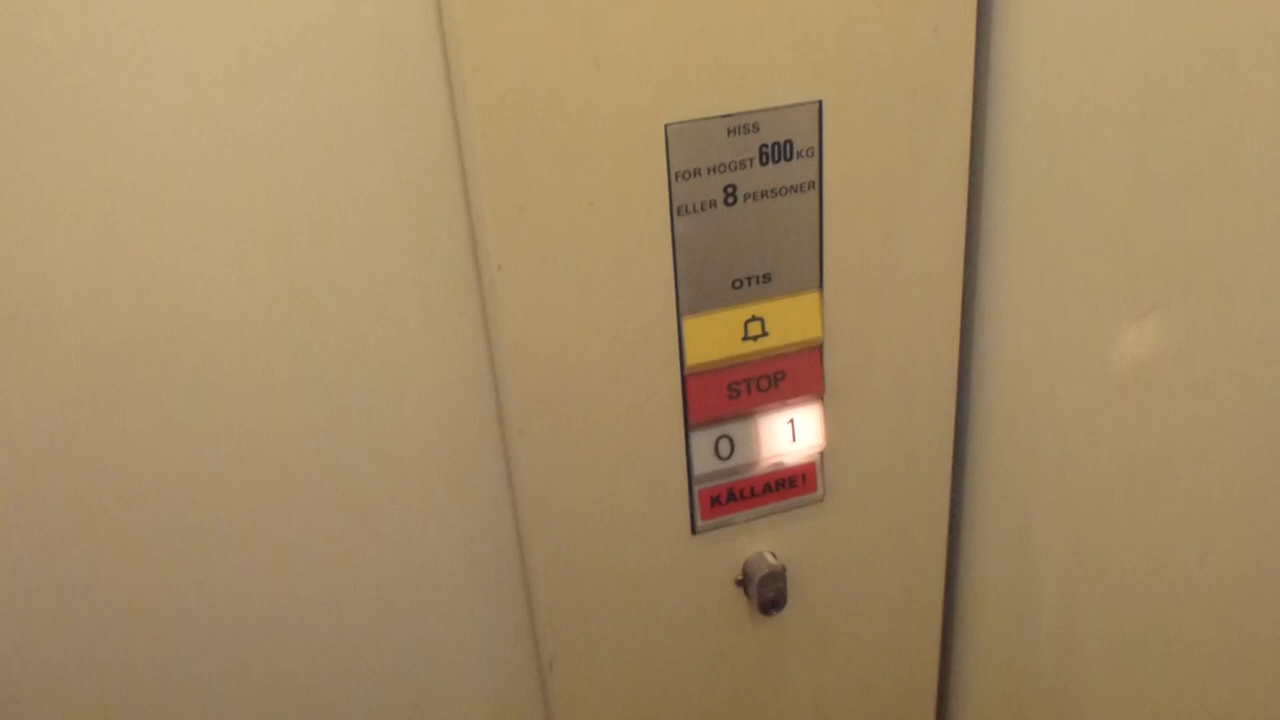 HISS
FÖR HÖGST 600 KG
ELLER 8 PERSONER
OTIS
STOP
0 1
KÄLLARE!